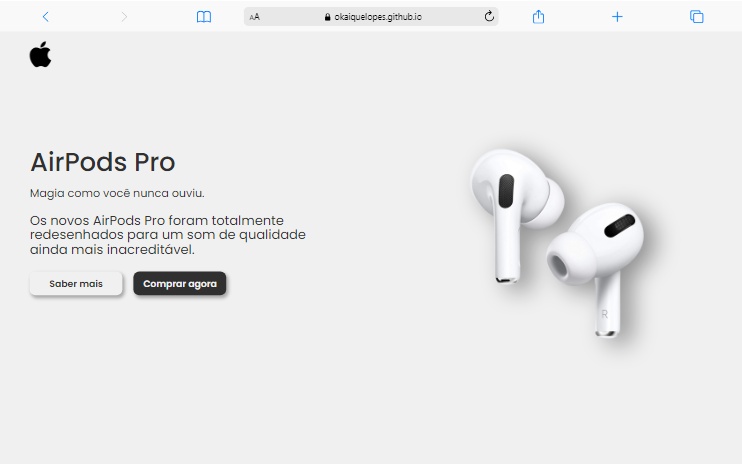 AA
okaiquelopes.github.io
AirPods Pro
Magia como você nunca ouviu.
Os novos AirPods Pro foram totalmente
redesenhados para um som de qualidade
ainda mais inacreditável.
Saber mais
Comprar agora
R